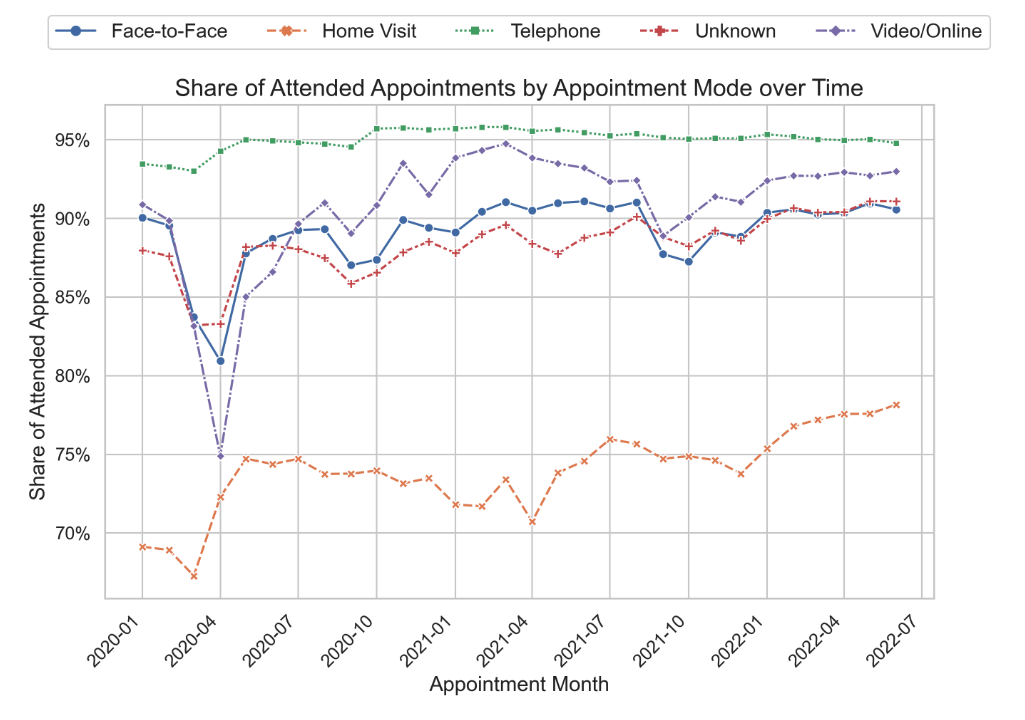 Face-to-Face Home Visit Telephone Unknown Video/Online
Share of Attended Appointments by Appointment Mode over Time
Share of Attended Appointments
95%
90%
85%
80%
75%
70%
2020-01 2020-04 2020-07 2020-10 2021-01 2021-04 2021-07 2021-10 2022-01 2022-04 2022-07
Appointment Month